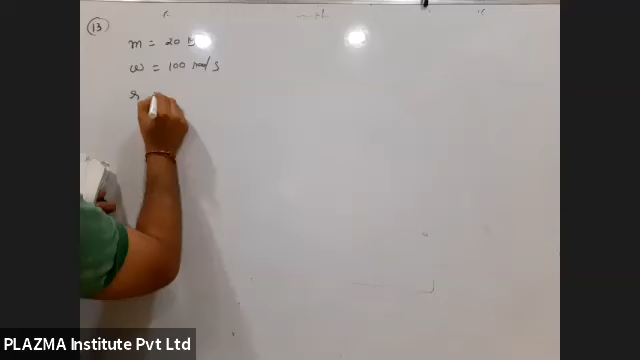 13
m = 20
ω = 100 rad/s
r
PLAZMA Institute Pvt Ltd